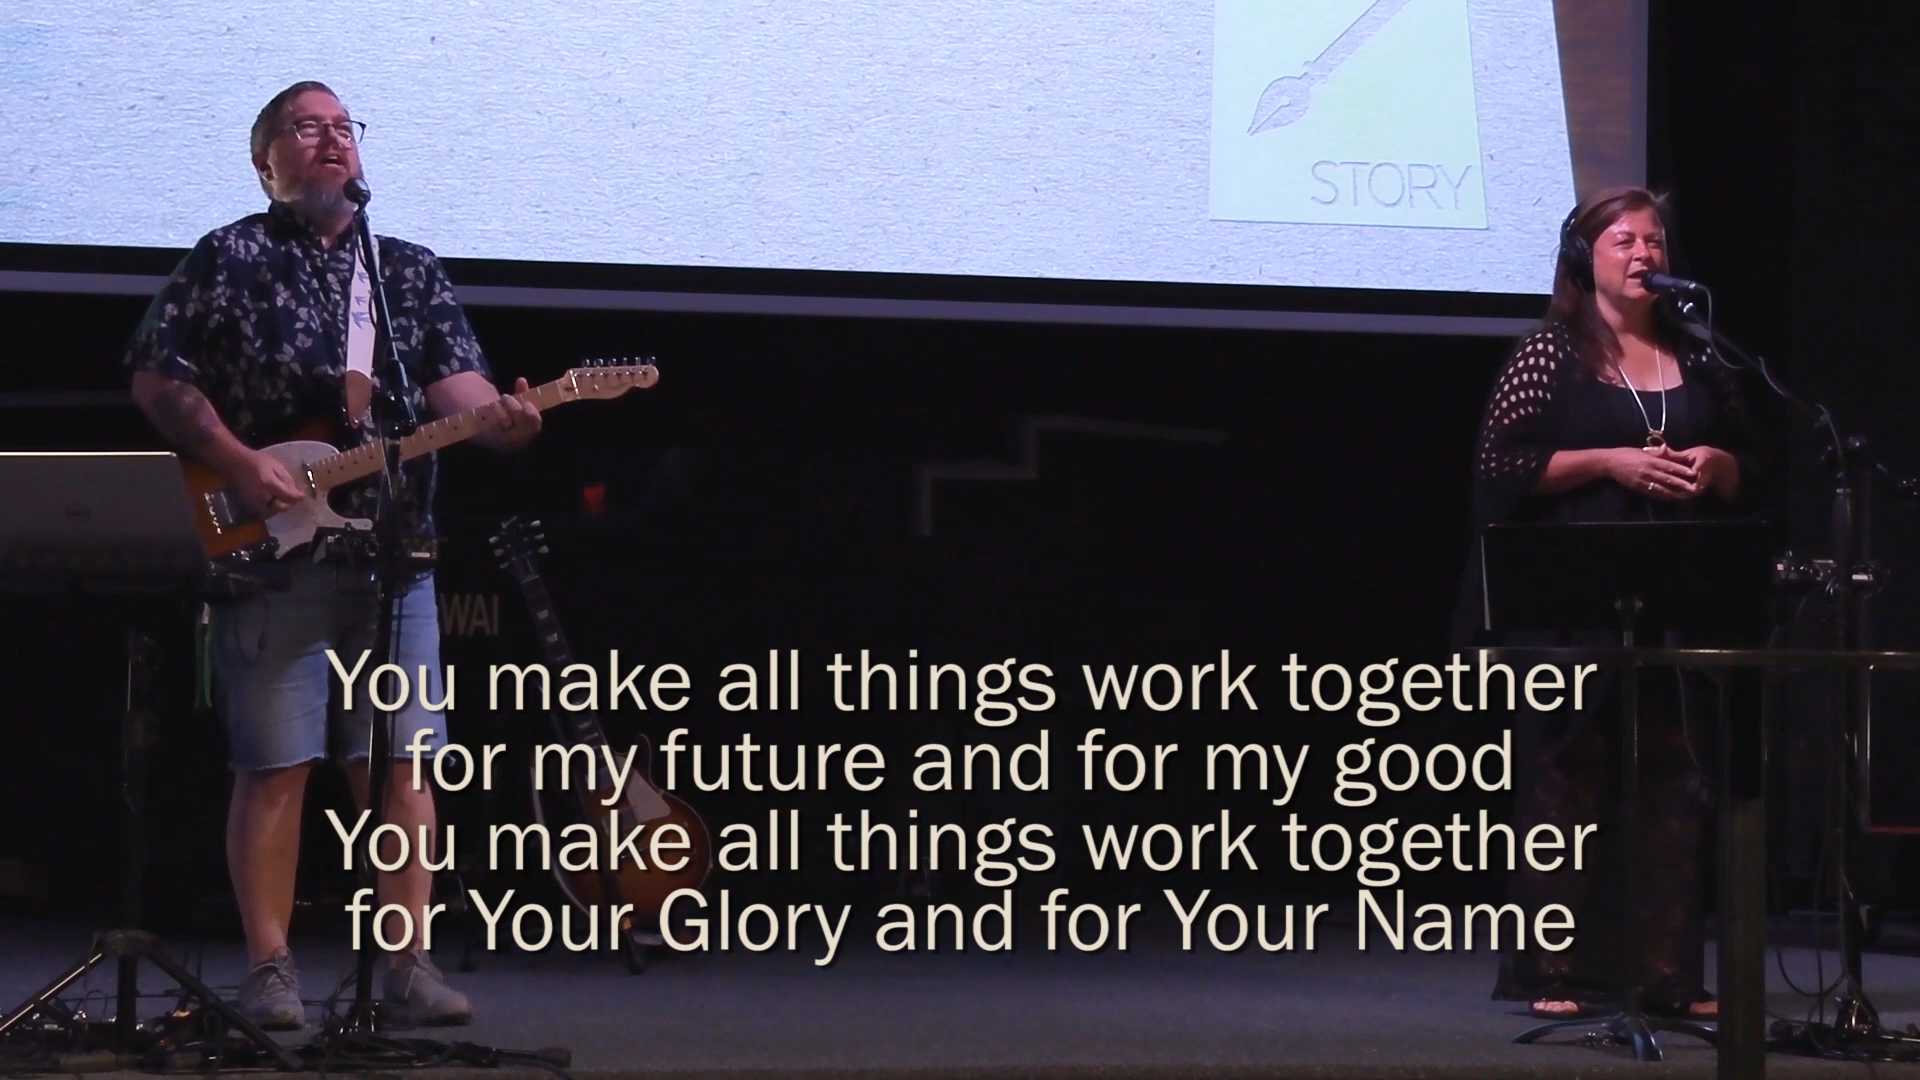 STORY
WAI
You make all things work together
for my future and for my good
You make all things work together
for Your Glory and for Your Name